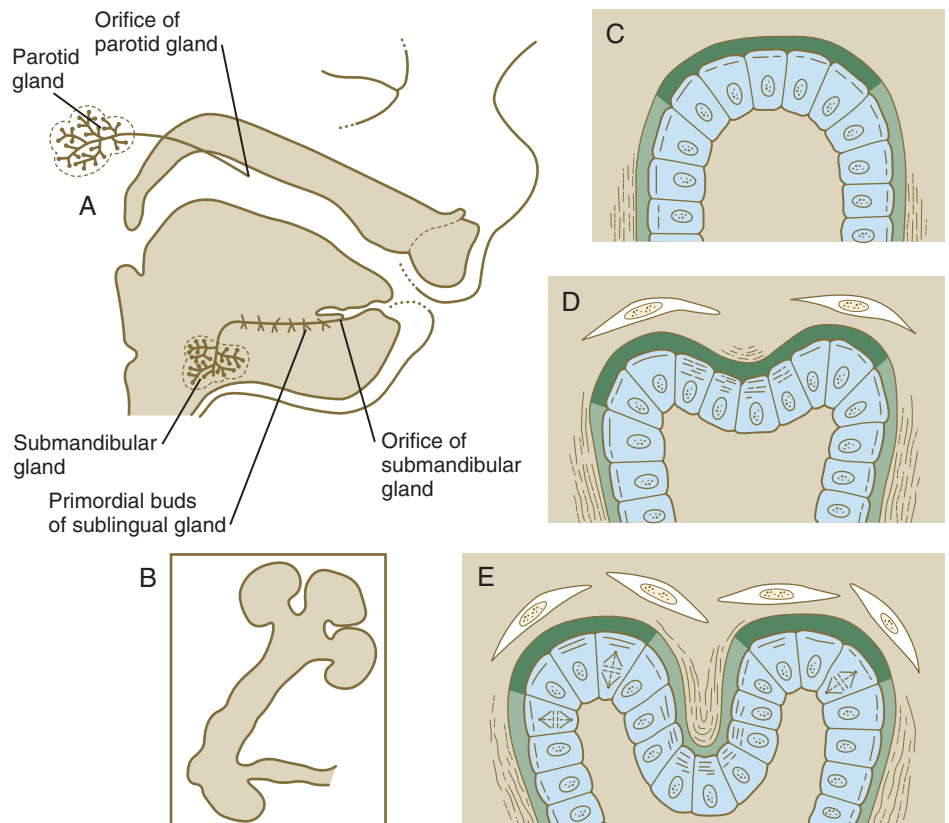 Orifice of
parotid gland
Parotid
gland
A
Submandibular
gland
Primordial buds
of sublingual gland
Orifice of
submandibular
gland
B
C
D
E